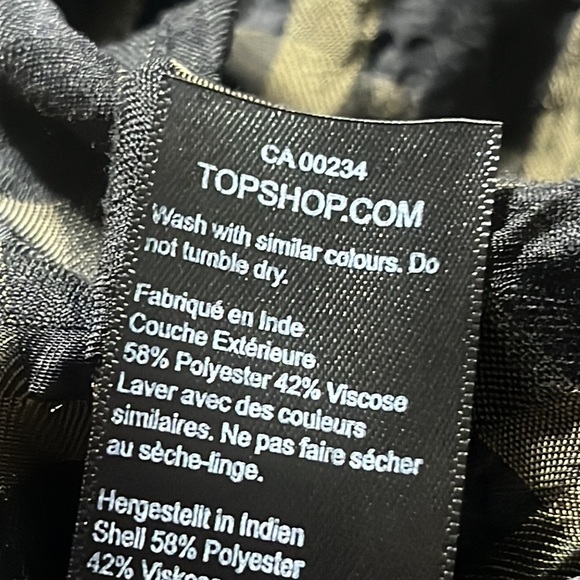 CA 00234
TOPSHOP.COM
Wash with similar colours. Do
not tumble dry.
Fabriqué en Inde
Couche Extérieure
58% Polyester 42% Viscose
Laver avec des couleurs
similaires. Ne pas faire sécher
au sèche-linge.
Hergestellt in Indien
Shell 58% Polyester
42% Viskose